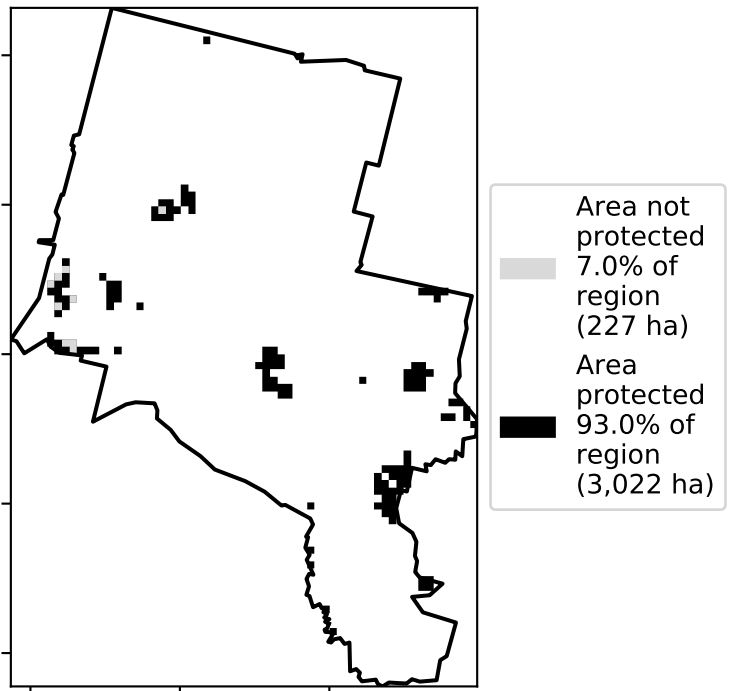 Area not
protected
7.0% of
region
(227 ha)
Area
protected
93.0% of
region
(3,022 ha)